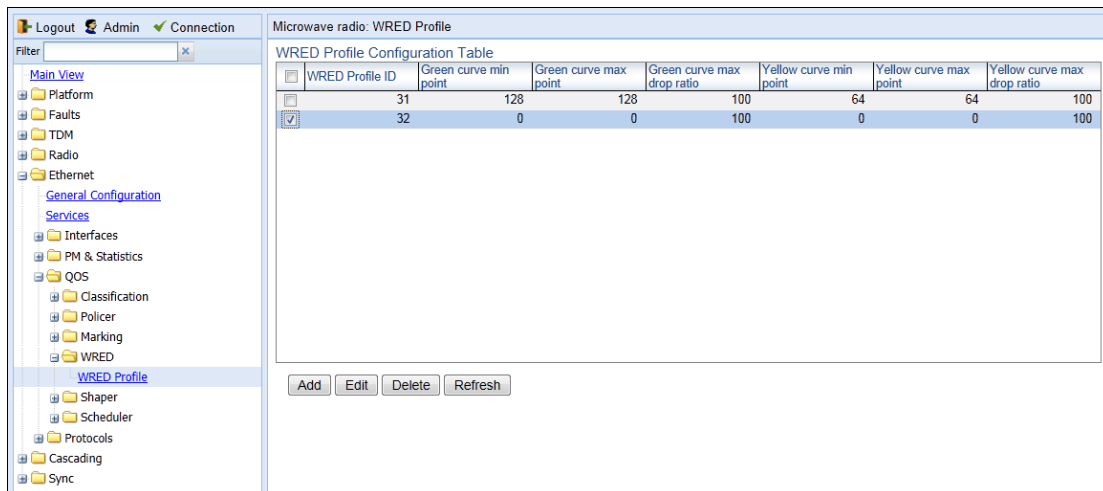 Logout Admin Connection
Filter
Main View
Platform
Faults
TDM
Radio
Ethernet
General Configuration
Services
Interfaces
PM & Statistics
QOS
Classification
Policer
Marking
WRED
WRED Profile
Shaper
Scheduler
Protocols
Cascading
Sync
Microwave radio: WRED Profile
WRED Profile Configuration Table
WRED Profile ID Green curve min point Green curve max point Green curve max drop ratio Yellow curve min point Yellow curve max point Yellow curve max drop ratio
31 128 128 100 64 64 100
32 0 0 100 0 0 100
Add Edit Delete Refresh